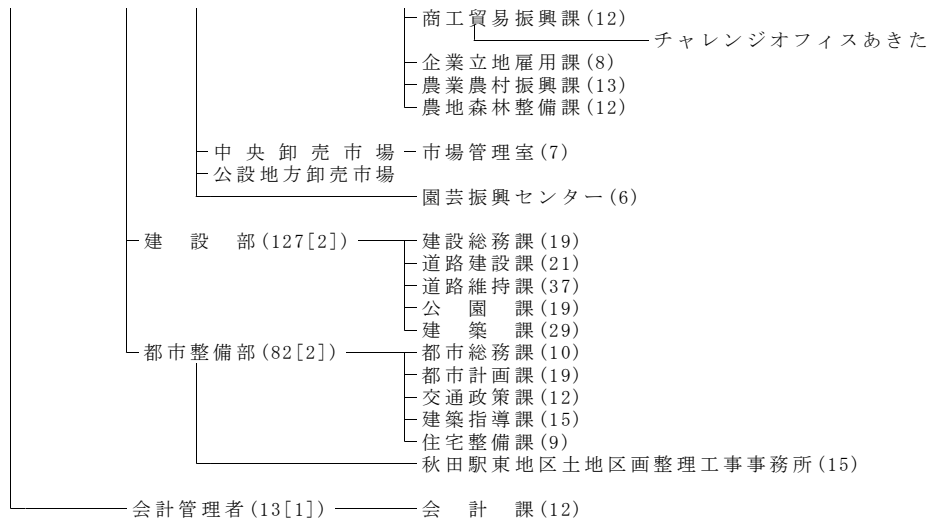 商工貿易振興課(12)
チャレンジオフィスあきた
企業立地雇用課(8)
農業農村振興課(13)
農地森林整備課(12)
中央卸売市場 市場管理室(7)
公設地方卸売市場
園芸振興センター(6)
建設部(127[2]) 建設総務課(19)
道路建設課(21)
道路維持課(37)
公園課(19)
建築課(29)
都市整備部(82[2]) 都市総務課(10)
都市計画課(19)
交通政策課(12)
建築指導課(15)
住宅整備課(9)
秋田駅東地区土地区画整理工事事務所(15)
会計管理者(13[1]) 会計課(12)